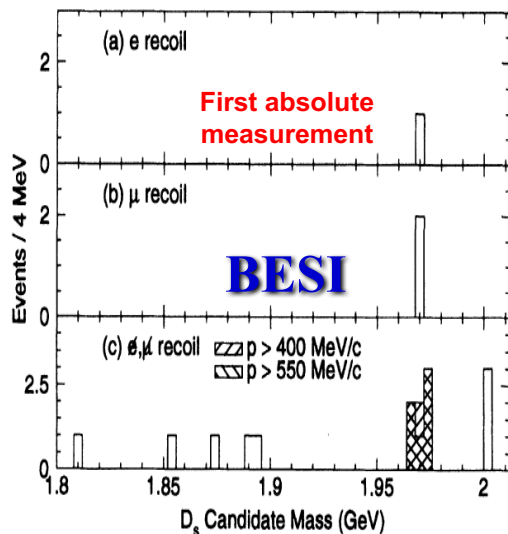 (a) e recoil
2
First absolute
measurement
0
(b) μ recoil
2
BESI
0
Events / 4 MeV
(c) e̸,μ̸ recoil
p > 400 MeV/c
p > 550 MeV/c
2.5
0
1.8 1.85 1.9 1.95 2
Dₛ Candidate Mass (GeV)